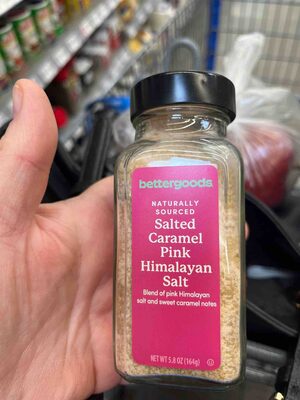 bettergoods
NATURALLY
SOURCED
Salted
Caramel
Pink
Himalayan
Salt
Blend of pink Himalayan
salt and sweet caramel notes
NET WT 5.8 OZ (164g)